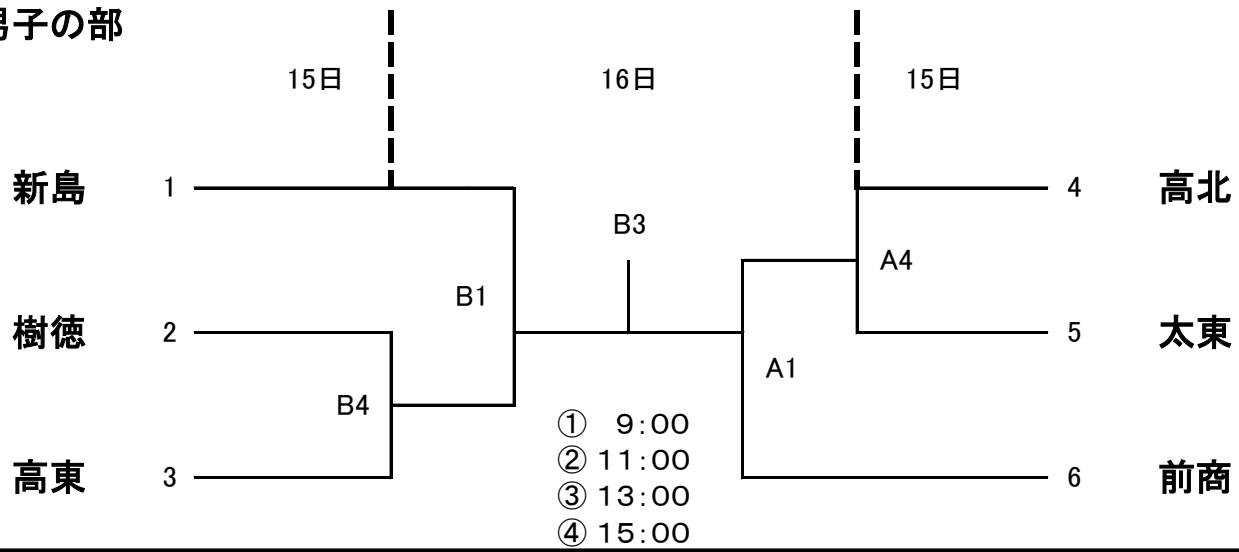 男子の部
15日 16日 15日
新島 1 4 高北
B3
A4
B1
樹徳 2 5 太東
A1
B4
① 9:00
② 11:00
高東 3 6 前商
③ 13:00
④ 15:00